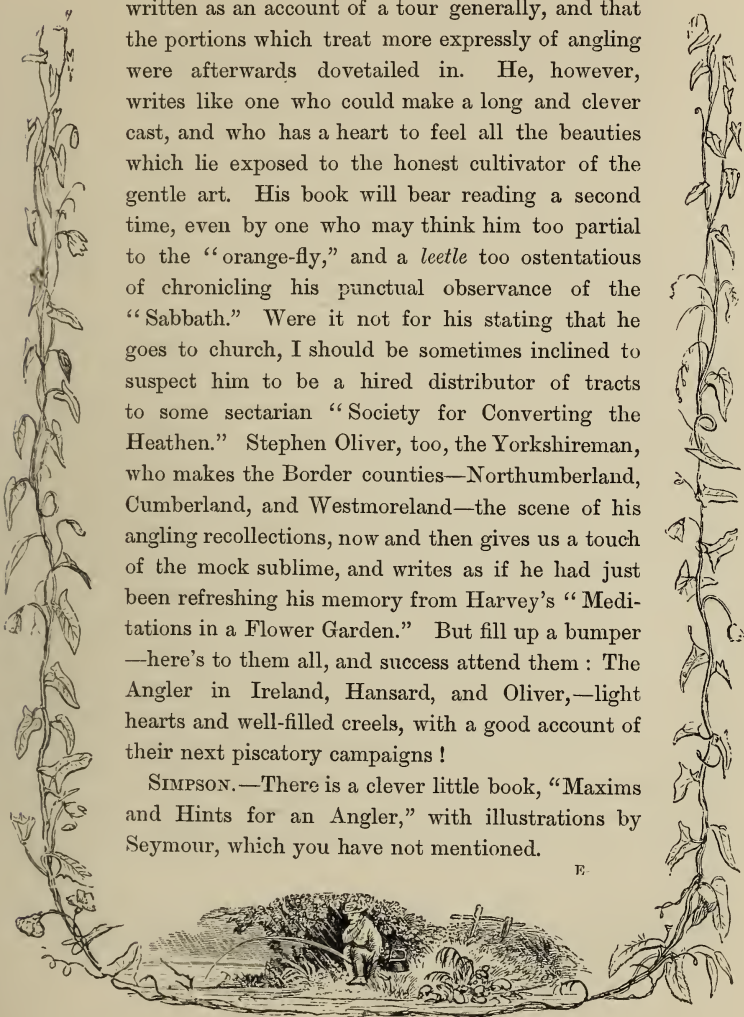 written as an account of a tour generally, and that
the portions which treat more expressly of angling
were afterwards dovetailed in. He, however,
writes like one who could make a long and clever
cast, and who has a heart to feel all the beauties
which lie exposed to the honest cultivator of the
gentle art. His book will bear reading a second
time, even by one who may think him too partial
to the “orange-fly,” and a leetle too ostentatious
of chronicling his punctual observance of the
“Sabbath.” Were it not for his stating that he
goes to church, I should be sometimes inclined to
suspect him to be a hired distributor of tracts
to some sectarian “Society for Converting the
Heathen.” Stephen Oliver, too, the Yorkshireman,
who makes the Border counties—Northumberland,
Cumberland, and Westmoreland—the scene of his
angling recollections, now and then gives us a touch
of the mock sublime, and writes as if he had just
been refreshing his memory from Harvey’s “Medi-
tations in a Flower Garden.” But fill up a bumper
—here’s to them all, and success attend them : The
Angler in Ireland, Hansard, and Oliver,—light
hearts and well-filled creels, with a good account of
their next piscatory campaigns !
SIMPSON.—There is a clever little book, “Maxims
and Hints for an Angler,” with illustrations by
Seymour, which you have not mentioned.
E